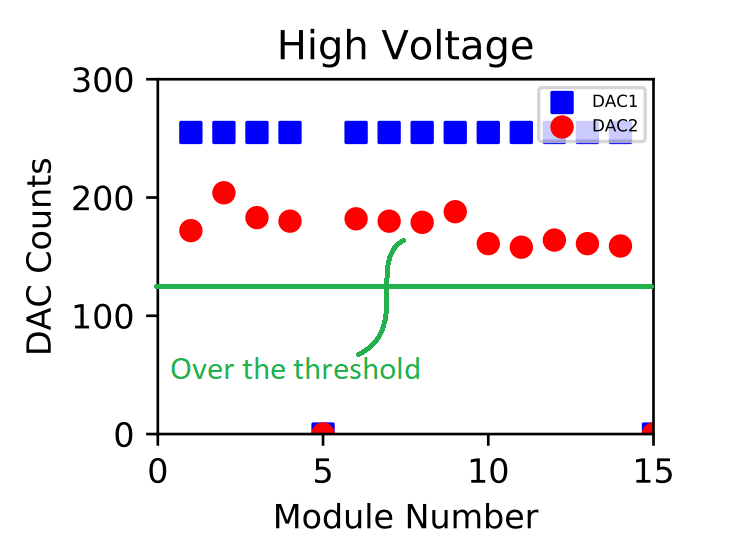 High Voltage
300
200
100
0
DAC Counts
DAC1
DAC2
Over the threshold
0 5 10 15
Module Number